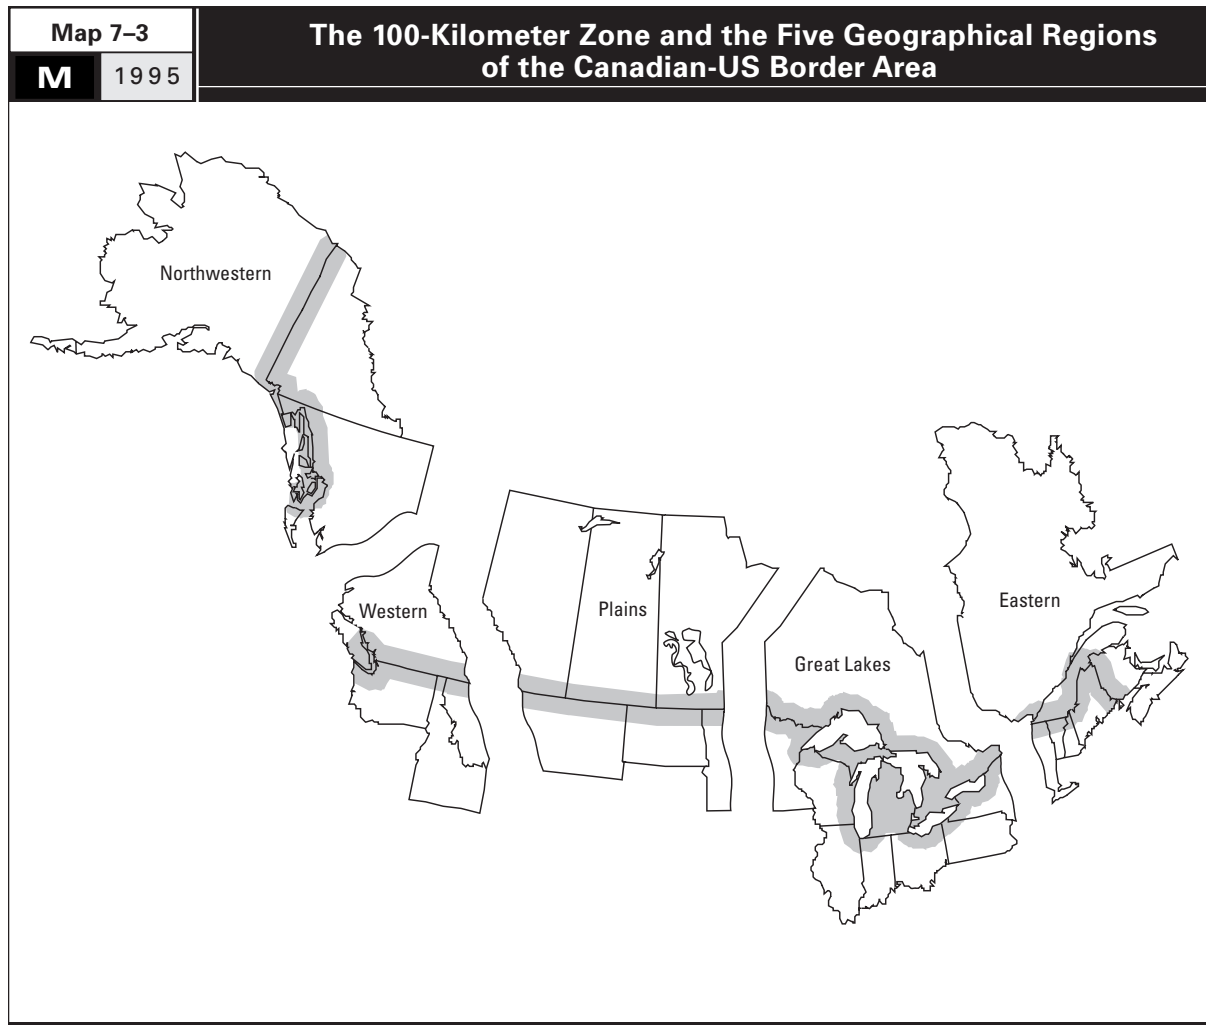 Map 7–3
M 1995
The 100-Kilometer Zone and the Five Geographical Regions
of the Canadian-US Border Area
Northwestern
Western
Plains
Great Lakes
Eastern